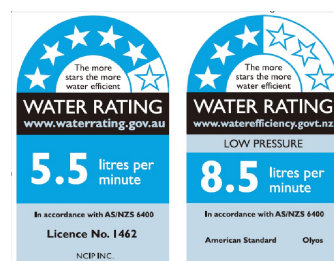 The more
stars the more
water efficient
WATER RATING
www.waterrating.gov.au
5.5 litres per
minute
In accordance with AS/NZS 6400
Licence No. 1462
NCIP INC.
The more
stars the more
water efficient
WATER RATING
www.waterefficiency.govt.nz
LOW PRESSURE
8.5 litres per
minute
In accordance with AS/NZS 6400
American Standard Olyos